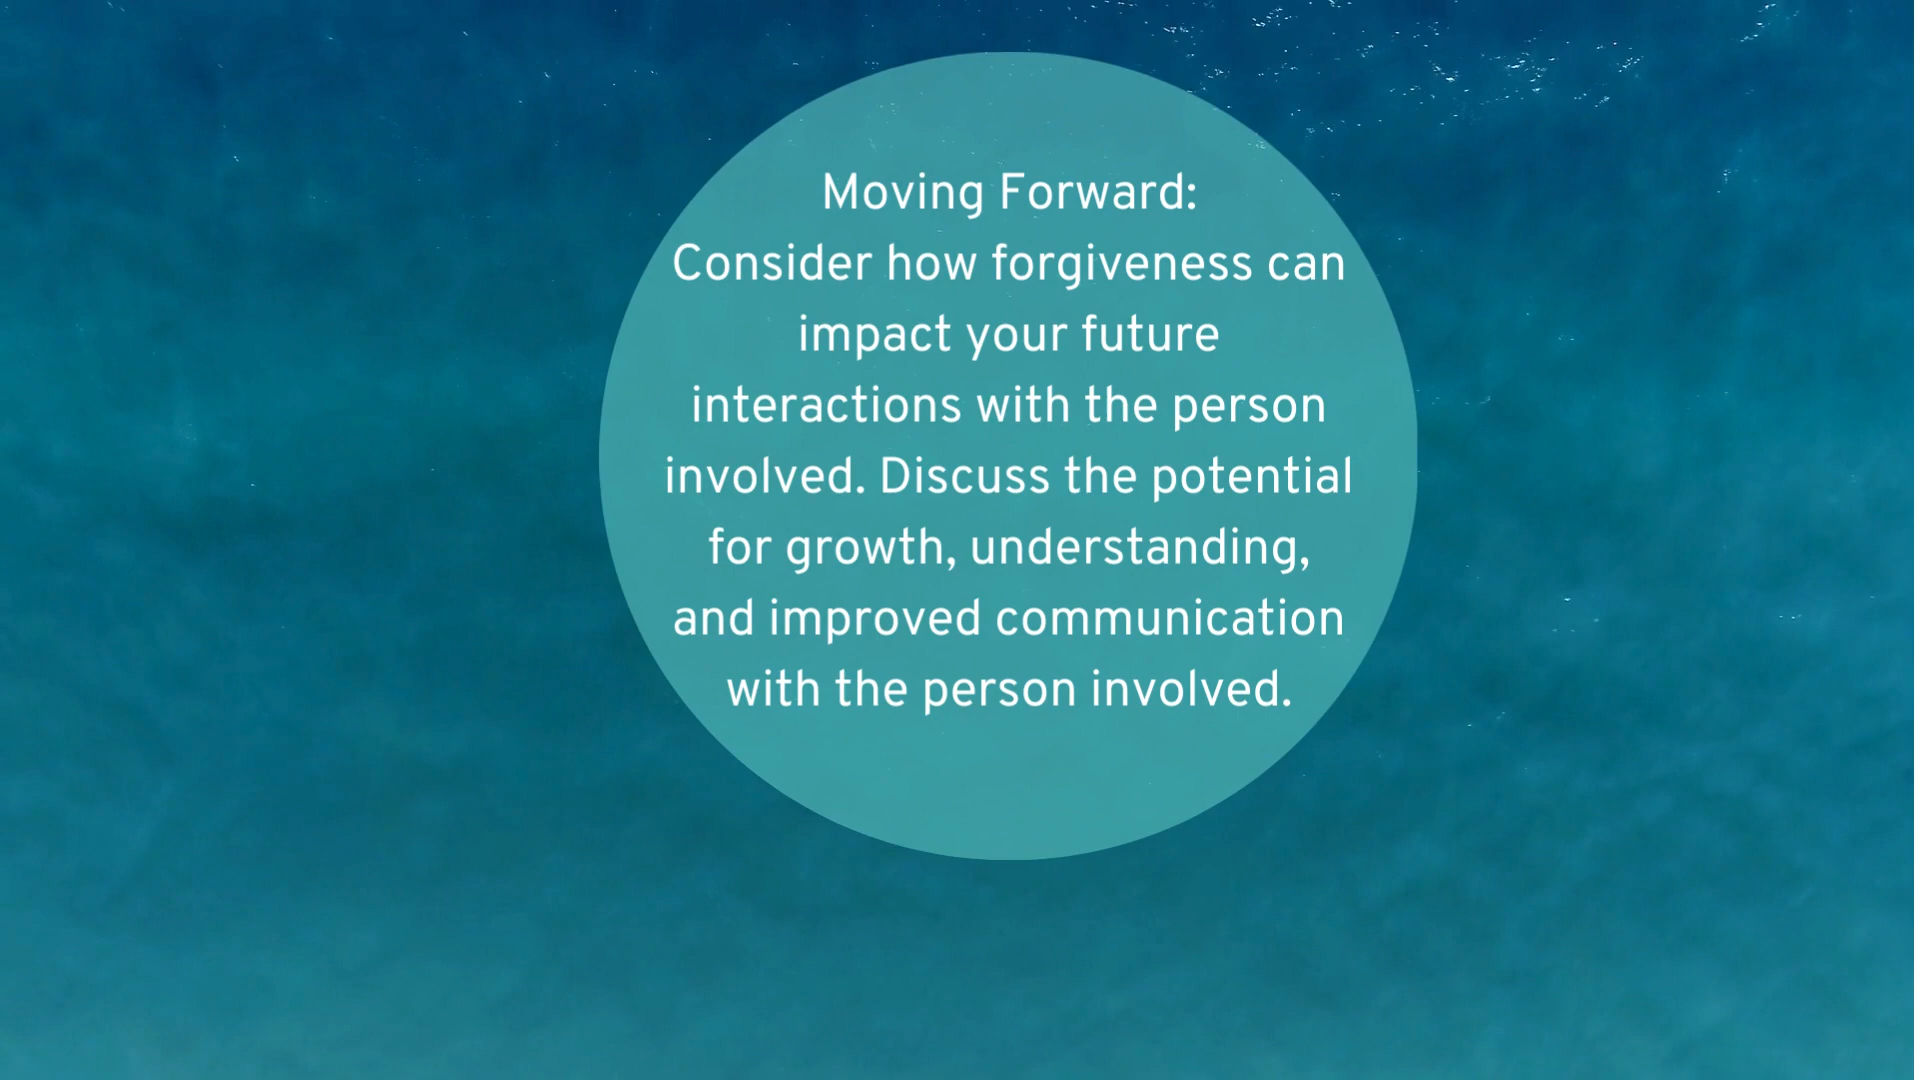 Moving Forward:
Consider how forgiveness can
impact your future
interactions with the person
involved. Discuss the potential
for growth, understanding,
and improved communication
with the person involved.